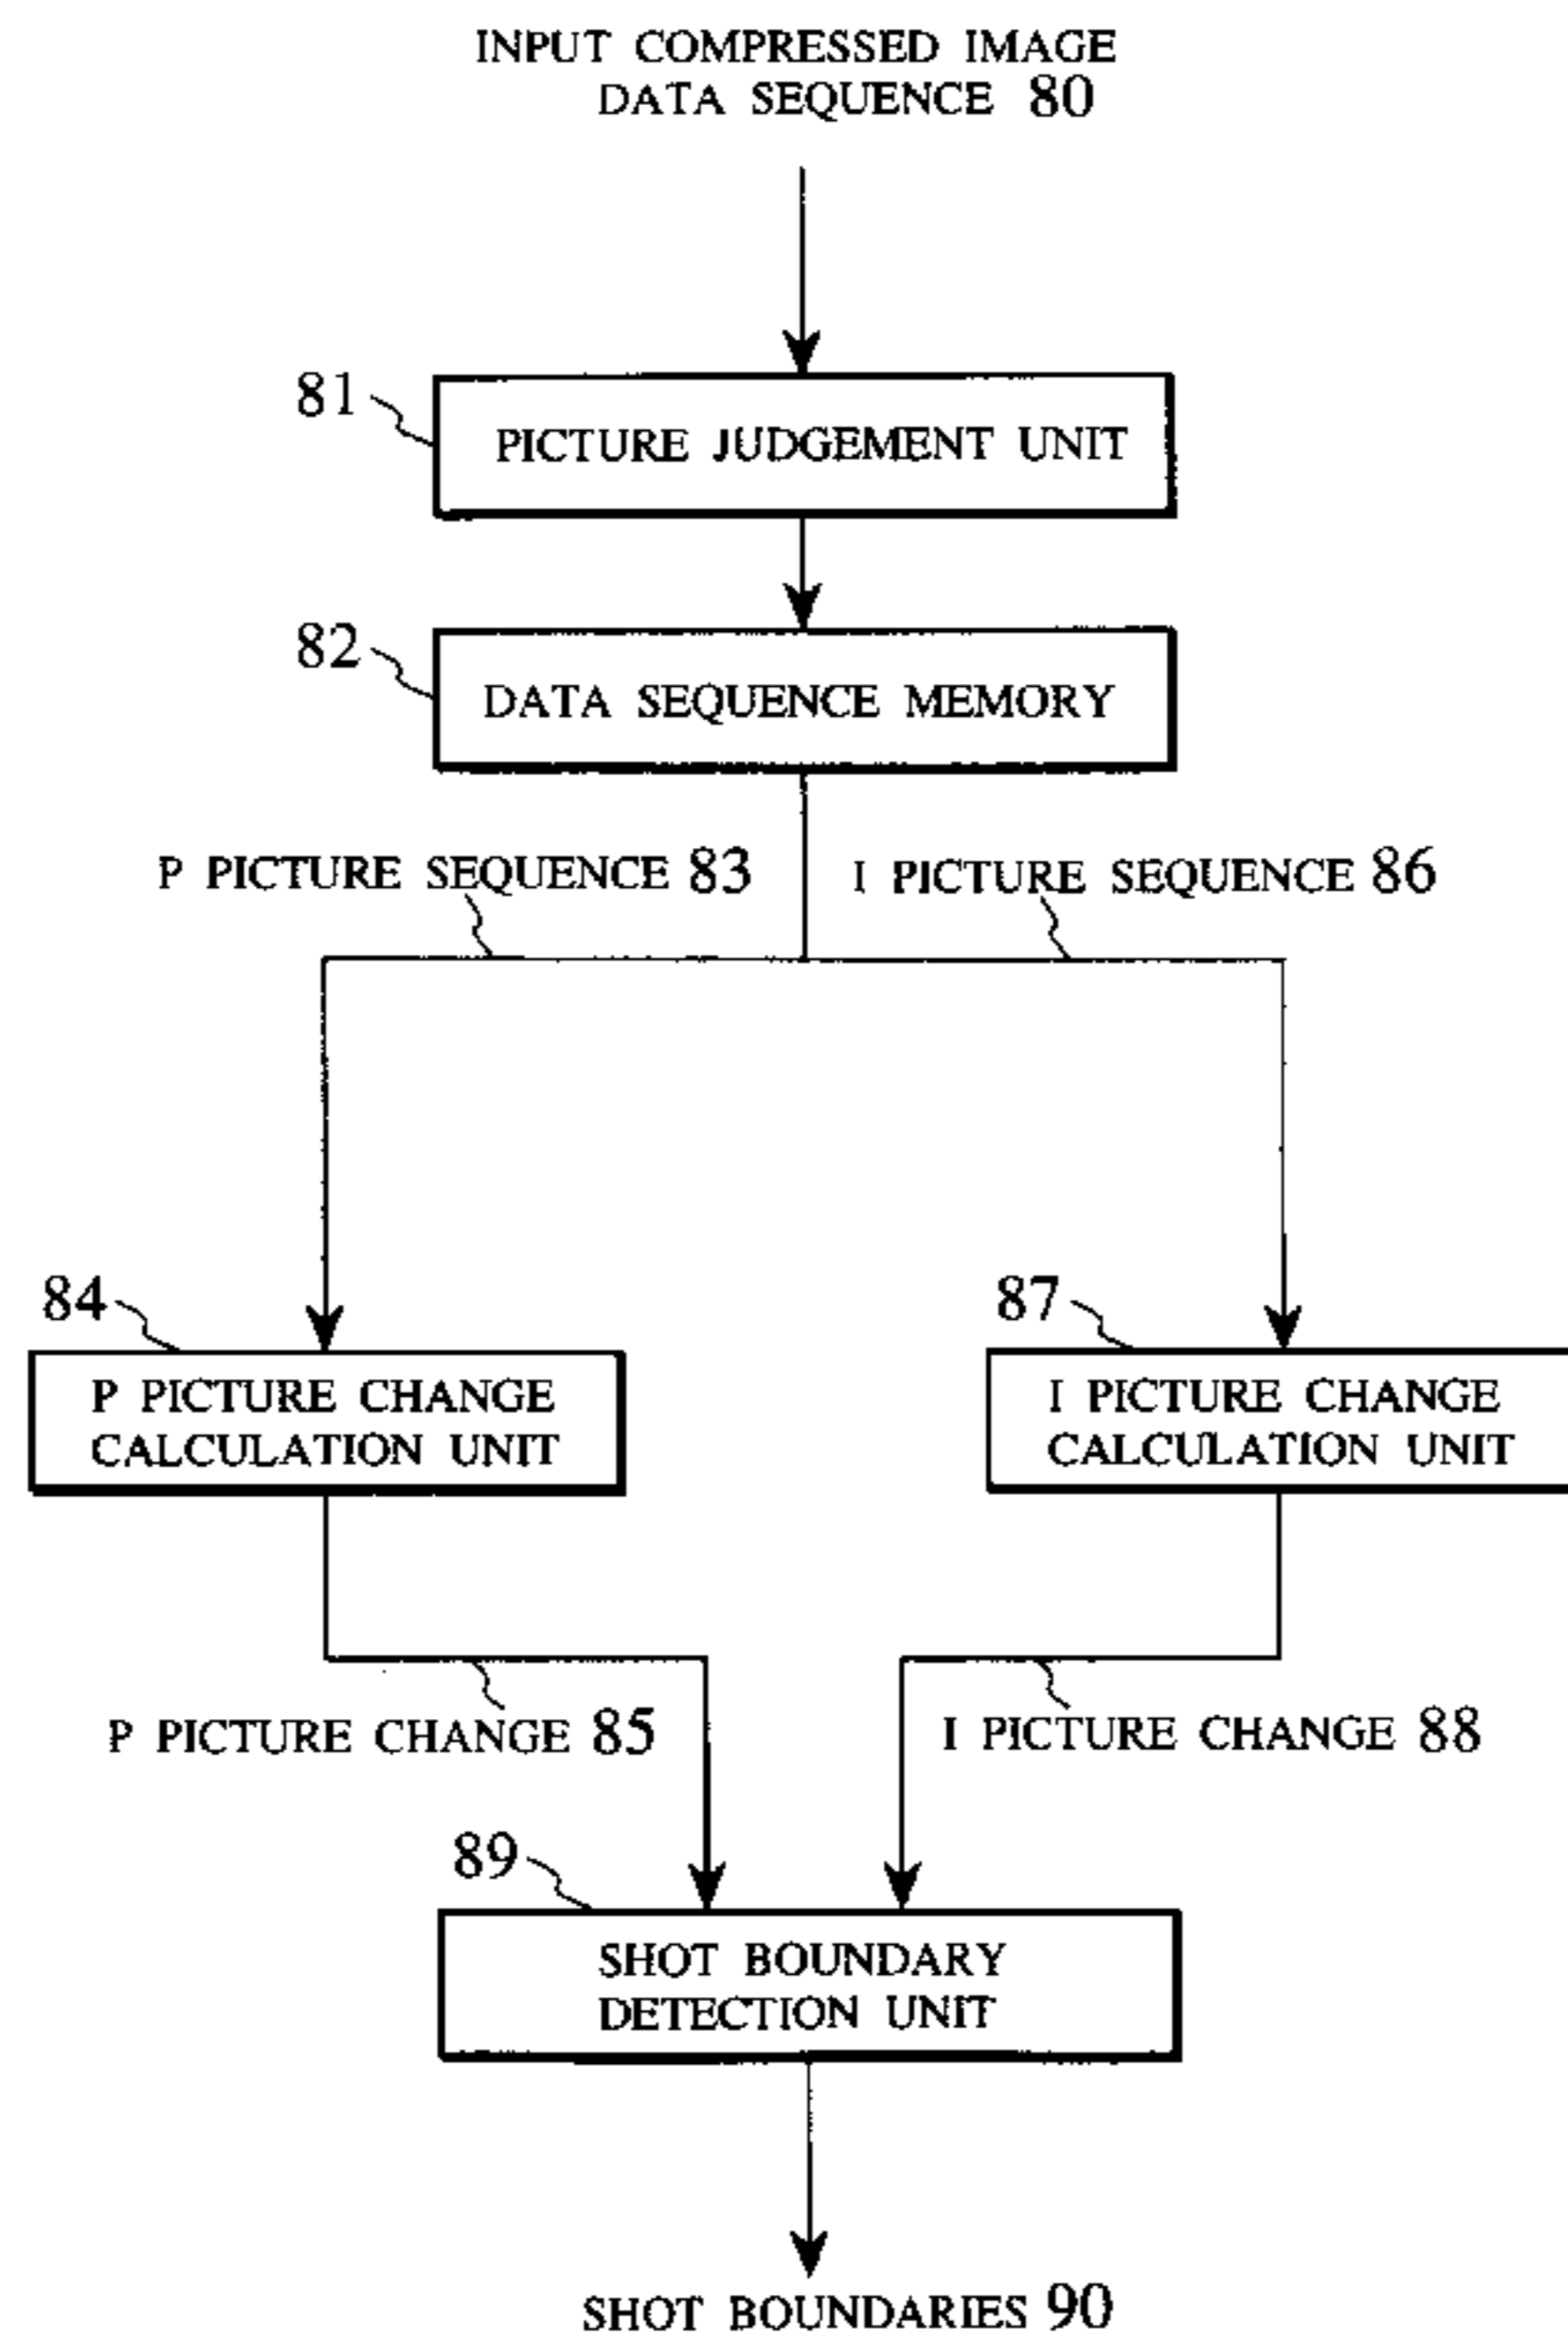 INPUT COMPRESSED IMAGE
DATA SEQUENCE 80
81
PICTURE JUDGEMENT UNIT
82
DATA SEQUENCE MEMORY
P PICTURE SEQUENCE 83
I PICTURE SEQUENCE 86
84
P PICTURE CHANGE
CALCULATION UNIT
87
I PICTURE CHANGE
CALCULATION UNIT
P PICTURE CHANGE 85
I PICTURE CHANGE 88
89
SHOT BOUNDARY
DETECTION UNIT
SHOT BOUNDARIES 90